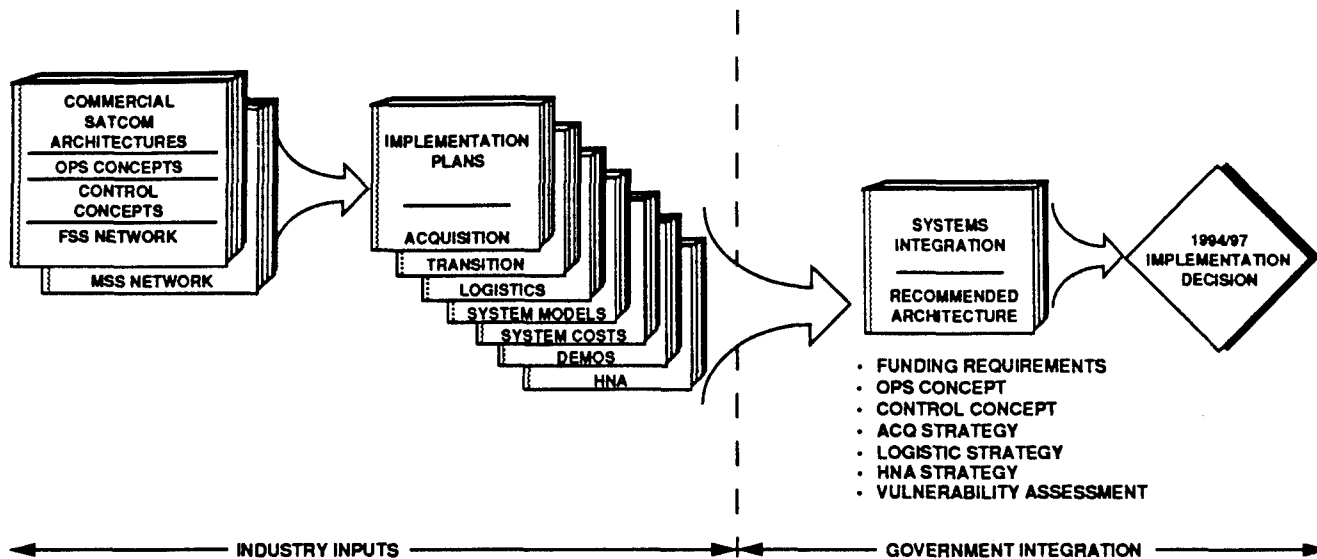 COMMERCIAL
SATCOM
ARCHITECTURES
OPS CONCEPTS
CONTROL
CONCEPTS
FSS NETWORK
MSS NETWORK
IMPLEMENTATION
PLANS
ACQUISITION
TRANSITION
LOGISTICS
SYSTEM MODELS
SYSTEM COSTS
DEMOS
HNA
SYSTEMS
INTEGRATION
RECOMMENDED
ARCHITECTURE
1994/97
IMPLEMENTATION
DECISION
• FUNDING REQUIREMENTS
• OPS CONCEPT
• CONTROL CONCEPT
• ACQ STRATEGY
• LOGISTIC STRATEGY
• HNA STRATEGY
• VULNERABILITY ASSESSMENT
INDUSTRY INPUTS
GOVERNMENT INTEGRATION